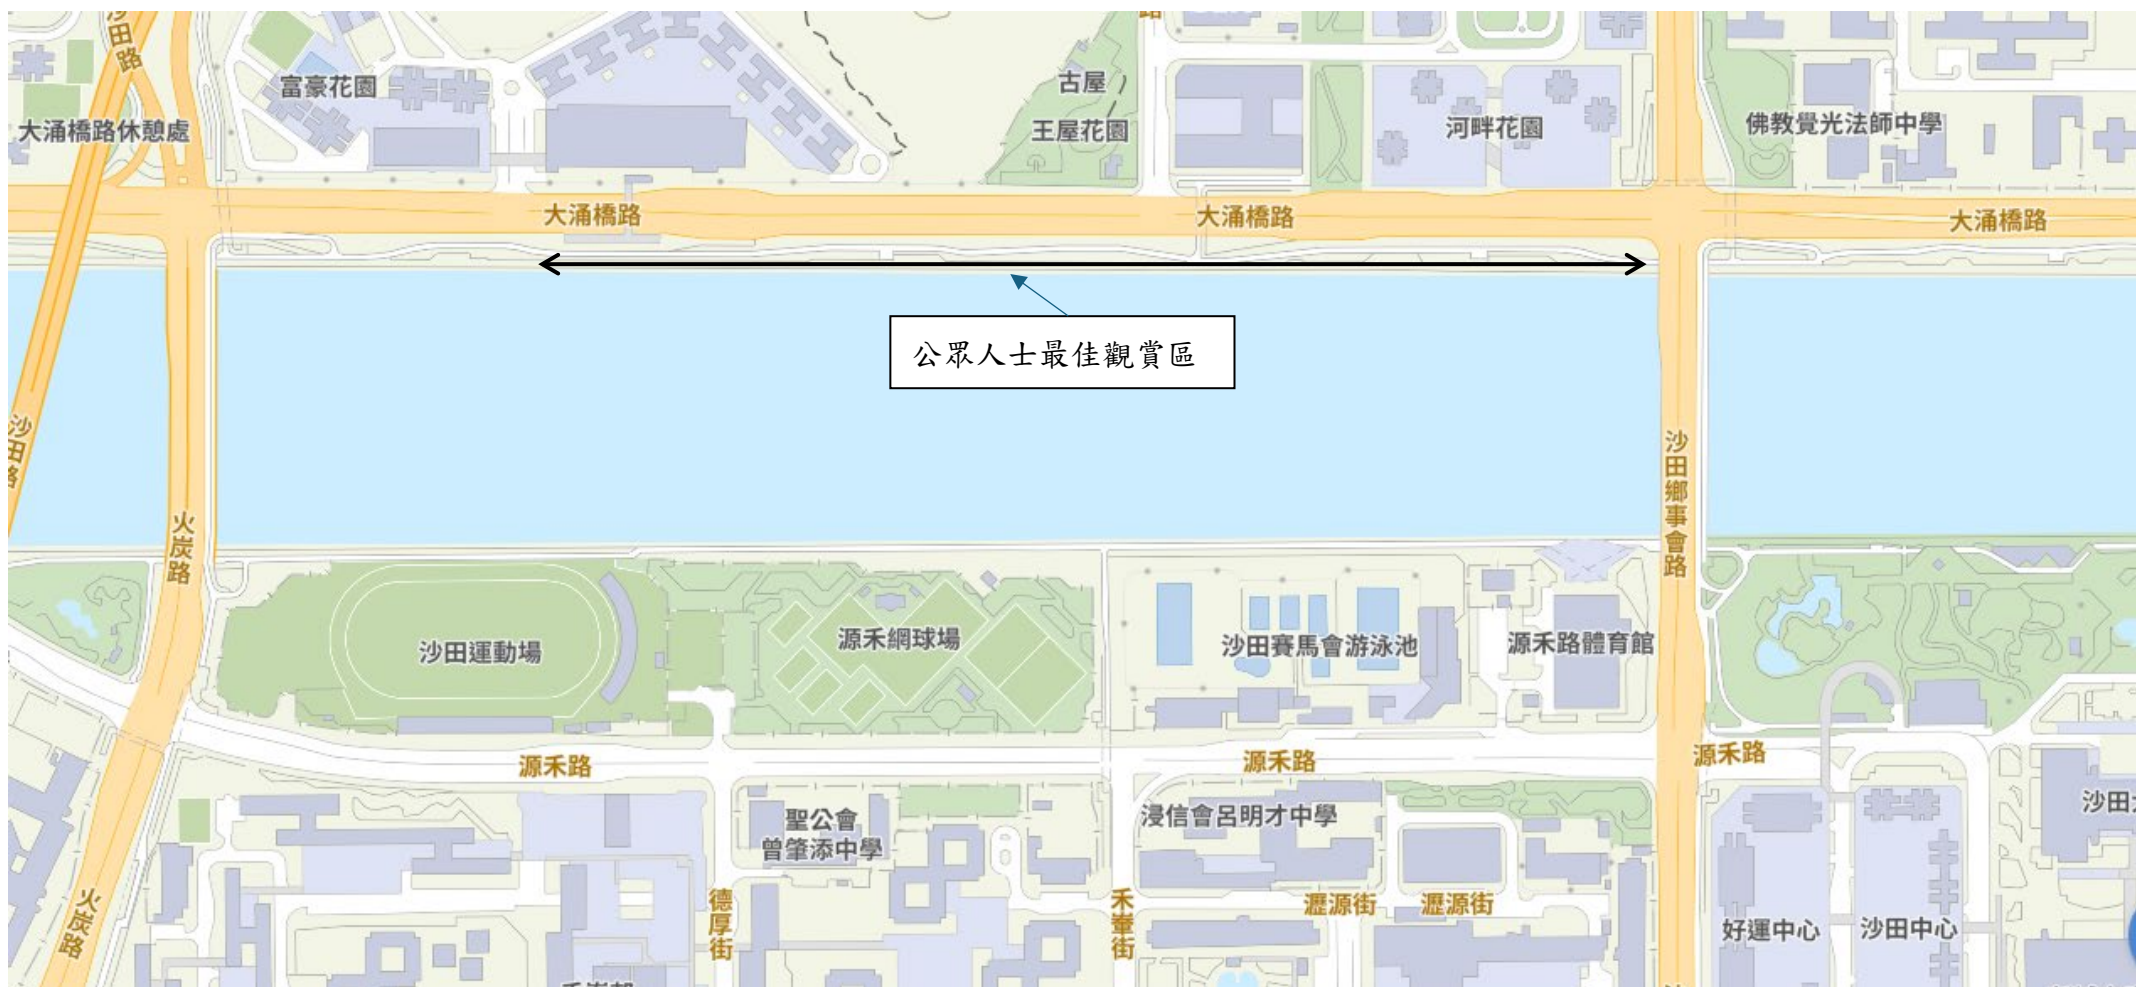 沙田路
路
富豪花園
古屋
大涌橋路休憩處
王屋花園
河畔花園
佛教覺光法師中學
大涌橋路
大涌橋路
大涌橋路
公眾人士最佳觀賞區
沙田路
沙田鄉事會路
火炭路
沙田運動場
源禾網球場
沙田賽馬會游泳池
源禾路體育館
源禾路
源禾路
源禾路
聖公會
曾肇添中學
浸信會呂明才中學
沙田
火炭路
德厚街
禾輋街
瀝源街
瀝源街
好運中心
沙田中心